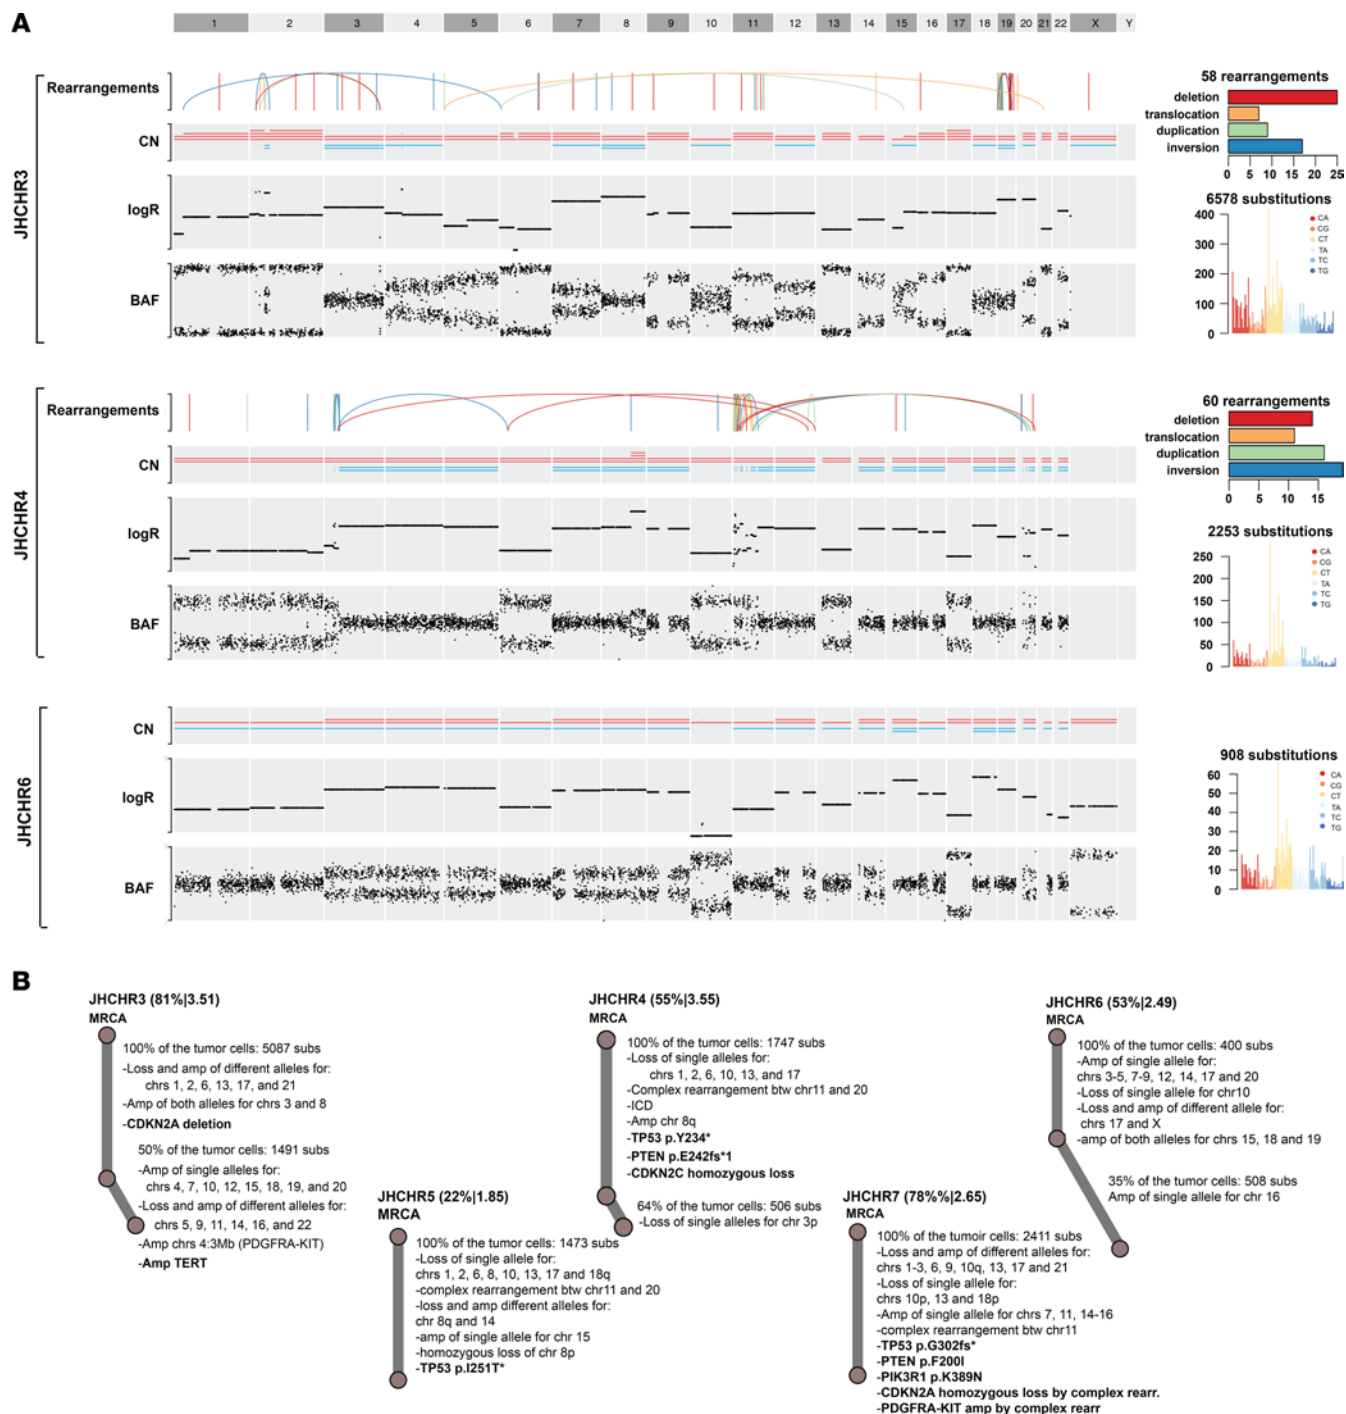 A
1 2 3 4 5 6 7 8 9 10 11 12 13 14 15 16 17 18 19 20 21 22 X Y
JHCHR3
Rearrangements
CN
logR
BAF
58 rearrangements
deletion
translocation
duplication
inversion
0 5 10 15 20 25
6578 substitutions
400
300
200
100
0
CA
CG
CT
TA
TC
TG
JHCHR4
Rearrangements
CN
logR
BAF
60 rearrangements
deletion
translocation
duplication
inversion
0 5 10 15
2253 substitutions
250
200
150
100
50
0
CA
CG
CT
TA
TC
TG
JHCHR6
CN
logR
BAF
908 substitutions
60
50
40
30
20
10
0
CA
CG
CT
TA
TC
TG
B
JHCHR3 (81%|3.51)
MRCA
100% of the tumor cells: 5087 subs
-Loss and amp of different alleles for:
chrs 1, 2, 6, 13, 17, and 21
-Amp of both alleles for chrs 3 and 8
-CDKN2A deletion
50% of the tumor cells: 1491 subs
-Amp of single alleles for:
chrs 4, 7, 10, 12, 15, 18, 19, and 20
-Loss and amp of different alleles for:
chrs 5, 9, 11, 14, 16, and 22
-Amp chrs 4:3Mb (PDGFRA-KIT)
-Amp TERT
JHCHR5 (22%|1.85)
MRCA
100% of the tumor cells: 1473 subs
-Loss of single allele for:
chrs 1, 2, 6, 8, 10, 13, 17 and 18q
-complex rearrangement btw chr11 and 20
-loss and amp different alleles for:
chr 8q and 14
-amp of single allele for chr 15
-homozygous loss of chr 8p
-TP53 p.I251T*
JHCHR4 (55%|3.55)
MRCA
100% of the tumor cells: 1747 subs
-Loss of single alleles for:
chrs 1, 2, 6, 10, 13, and 17
-Complex rearrangement btw chr11 and 20
-ICD
-Amp chr 8q
-TP53 p.Y234*
-PTEN p.E242fs*1
-CDKN2C homozygous loss
64% of the tumor cells: 506 subs
-Loss of single alleles for chr 3p
JHCHR7 (78%%|2.65)
MRCA
100% of the tumoir cells: 2411 subs
-Loss and amp of different alleles for:
chrs 1-3, 6, 9, 10q, 13, 17 and 21
-Loss of single allele for:
chrs 10p, 13 and 18p
-Amp of single allele for chrs 7, 11, 14-16
-complex rearrangement btw chr11
-TP53 p.G302fs*
-PTEN p.F200I
-PIK3R1 p.K389N
-CDKN2A homozygous loss by complex rearr.
-PDGFRA-KIT amp by complex rearr
JHCHR6 (53%|2.49)
MRCA
100% of the tumor cells: 400 subs
-Amp of single allele for:
chrs 3-5, 7-9, 12, 14, 17 and 20
-Loss of single allele for chr10
-Loss and amp of different allele for:
chrs 17 and X
-amp of both alleles for chrs 15, 18 and 19
35% of the tumor cells: 508 subs
Amp of single allele for chr 16